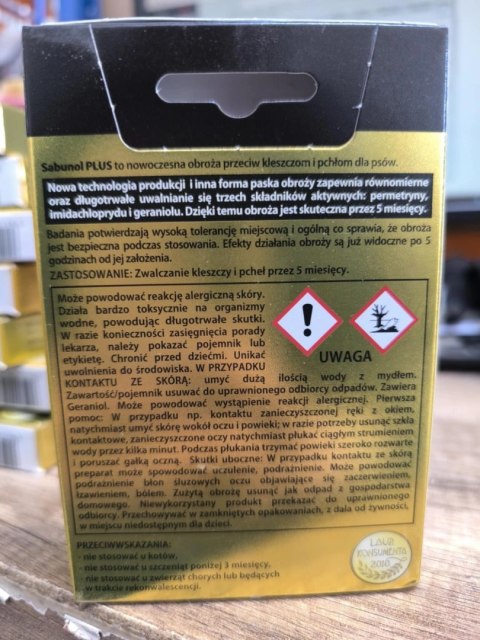 Sabunol PLUS to nowoczesna obroża przeciw kleszczom i pchłom dla psów.
Nowa technologia produkcji i inna forma paska obroży zapewnia równomierne
oraz długotrwałe uwalnianie się trzech składników aktywnych: permetryny,
imidachloprydu i geraniolu. Dzięki temu obroża jest skuteczna przez 5 miesięcy.
Badania potwierdzają wysoką tolerancję miejscową i ogólną co sprawia, że obroża
jest bezpieczna podczas stosowania. Efekty działania obroży są już widoczne po 5
godzinach od jej założenia.
ZASTOSOWANIE: Zwalczanie kleszczy i pcheł przez 5 miesięcy.
Może powodować reakcję alergiczną skóry.
Działa bardzo toksycznie na organizmy
wodne, powodując długotrwałe skutki.
W razie konieczności zasięgnięcia porady
lekarza, należy pokazać pojemnik lub
etykietę. Chronić przed dziećmi. Unikać
uwolnienia do środowiska. W PRZYPADKU
UWAGA
KONTAKTU ZE SKÓRĄ: umyć dużą ilością wody z mydłem.
Zawartość/pojemnik usuwać do uprawnionego odbiorcy odpadów. Zawiera
Geraniol. Może powodować wystąpienie reakcji alergicznej. Pierwsza
pomoc: W przypadku np. kontaktu zanieczyszczonej ręki z okiem,
natychmiast umyć skórę wokół oczu i powieki; w razie potrzeby usunąć szkła
kontaktowe, zanieczyszczone oczy natychmiast płukać ciągłym strumieniem
wody przez kilka minut. Podczas płukania trzymać powieki szeroko rozwarte
i poruszać gałką oczną. Skutki uboczne: W przypadku kontaktu ze skórą
preparat może spowodować uczulenie, podrażnienie. Może powodować
podrażnienie błon śluzowych oczu objawiające się zaczerwienieniem,
łzawieniem, bólem. Zużytą obrożę usunąć jak odpad z gospodarstwa
domowego. Niewykorzystany produkt przekazać do uprawnionego
odbiorcy. Przechowywać w zamkniętych opakowaniach, z dala od żywności,
w miejscu niedostępnym dla dzieci.
PRZECIWWSKAZANIA:
- nie stosować u kotów,
- nie stosować u szczeniąt poniżej 3 miesięcy,
- nie stosować u zwierząt chorych lub będących
w trakcie rekonwalescencji.
LAUR
KONSUMENTA
2018